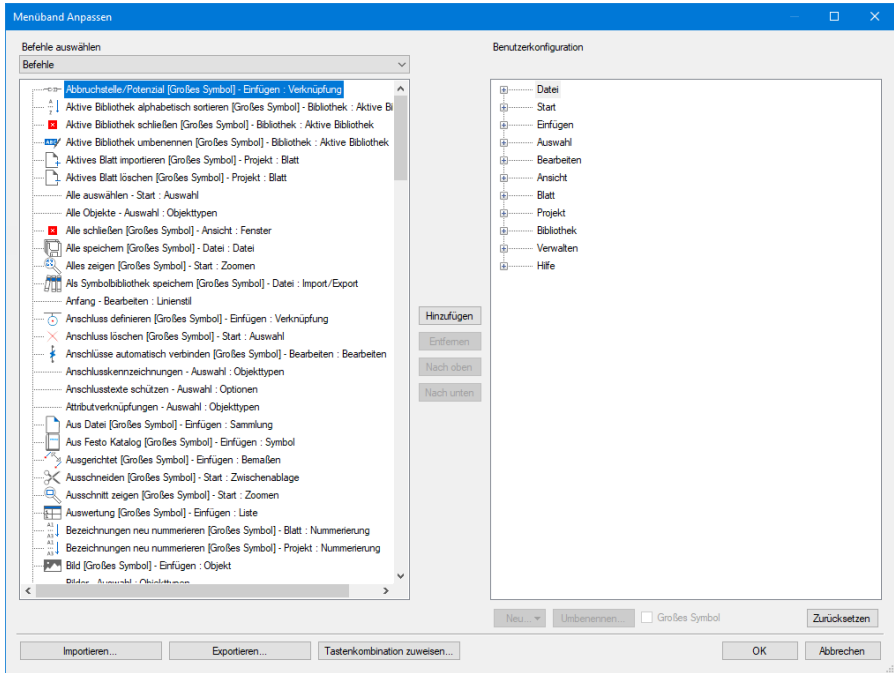 Menüband Anpassen
Befehle auswählen
Befehle
Abbruchstelle/Potenzial [Großes Symbol] - Einfügen : Verknüpfung
Aktive Bibliothek alphabetisch sortieren [Großes Symbol] - Bibliothek : Aktive Bi
Aktive Bibliothek schließen [Großes Symbol] - Bibliothek : Aktive Bibliothek
Aktive Bibliothek umbenennen [Großes Symbol] - Bibliothek : Aktive Bibliothek
Aktives Blatt importieren [Großes Symbol] - Projekt : Blatt
Aktives Blatt löschen [Großes Symbol] - Projekt : Blatt
Alle auswählen - Start : Auswahl
Alle Objekte - Auswahl : Objekttypen
Alle schließen [Großes Symbol] - Ansicht : Fenster
Alle speichern [Großes Symbol] - Datei : Datei
Alles zeigen [Großes Symbol] - Start : Zoomen
Als Symbolbibliothek speichern [Großes Symbol] - Datei : Import/Export
Anfang - Bearbeiten : Linienstil
Anschluss definieren [Großes Symbol] - Einfügen : Verknüpfung
Anschluss löschen [Großes Symbol] - Start : Auswahl
Anschlüsse automatisch verbinden [Großes Symbol] - Bearbeiten : Bearbeiten
Anschlusskennzeichnungen - Auswahl : Objekttypen
Anschlusstexte schützen - Auswahl : Optionen
Attributverknüpfungen - Auswahl : Objekttypen
Aus Datei [Großes Symbol] - Einfügen : Sammlung
Aus Festo Katalog [Großes Symbol] - Einfügen : Symbol
Ausgerichtet [Großes Symbol] - Einfügen : Bemaßen
Ausschneiden [Großes Symbol] - Start : Zwischenablage
Ausschnitt zeigen [Großes Symbol] - Start : Zoomen
Auswertung [Großes Symbol] - Einfügen : Liste
Bezeichnungen neu nummerieren [Großes Symbol] - Blatt : Nummerierung
Bezeichnungen neu nummerieren [Großes Symbol] - Projekt : Nummerierung
Bild [Großes Symbol] - Einfügen : Objekt
Bilder - Auswahl : Objekttypen
Hinzufügen
Entfernen
Nach oben
Nach unten
Benutzerkonfiguration
Datei
Start
Einfügen
Auswahl
Bearbeiten
Ansicht
Blatt
Projekt
Bibliothek
Verwalten
Hilfe
Neu...
Umbenennen...
Großes Symbol
Zurücksetzen
Importieren...
Exportieren...
Tastenkombination zuweisen...
OK
Abbrechen